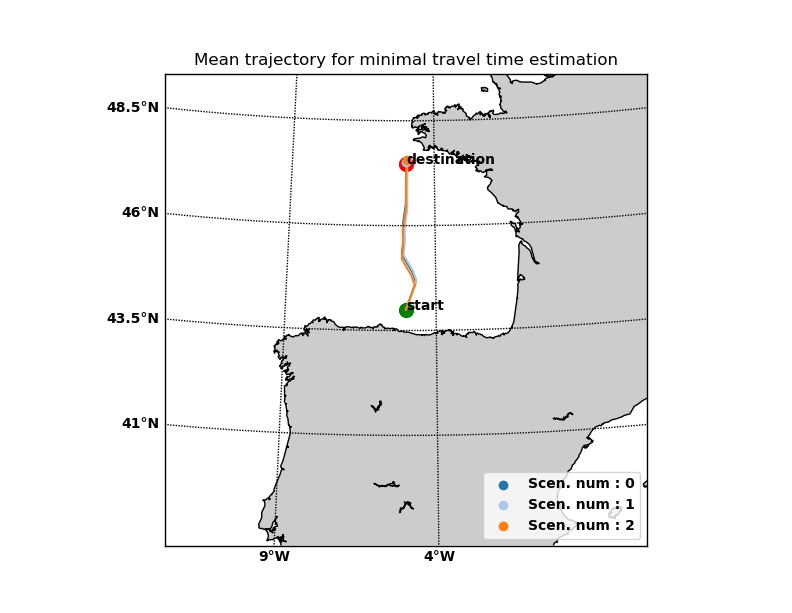 Mean trajectory for minimal travel time estimation
48.5°N
destination
46°N
start
43.5°N
41°N
Scen. num : 0
Scen. num : 1
Scen. num : 2
9°W
4°W